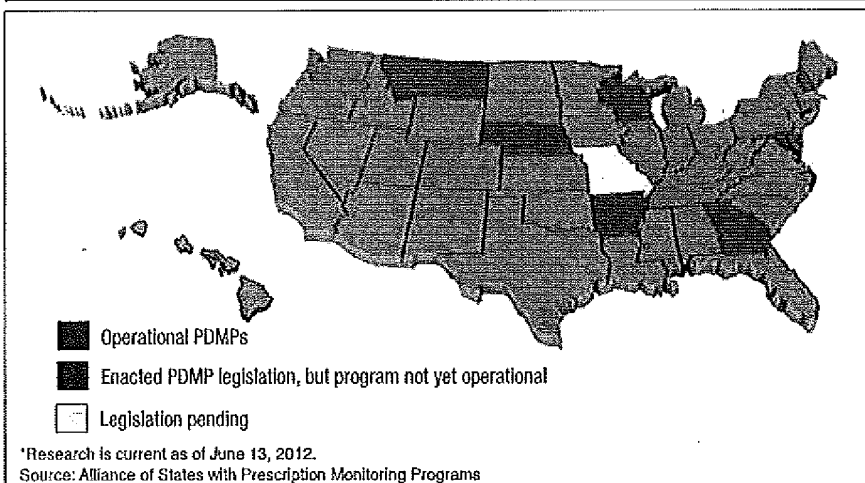 Operational PDMPs
Enacted PDMP legislation, but program not yet operational
Legislation pending
*Research is current as of June 13, 2012.
Source: Alliance of States with Prescription Monitoring Programs